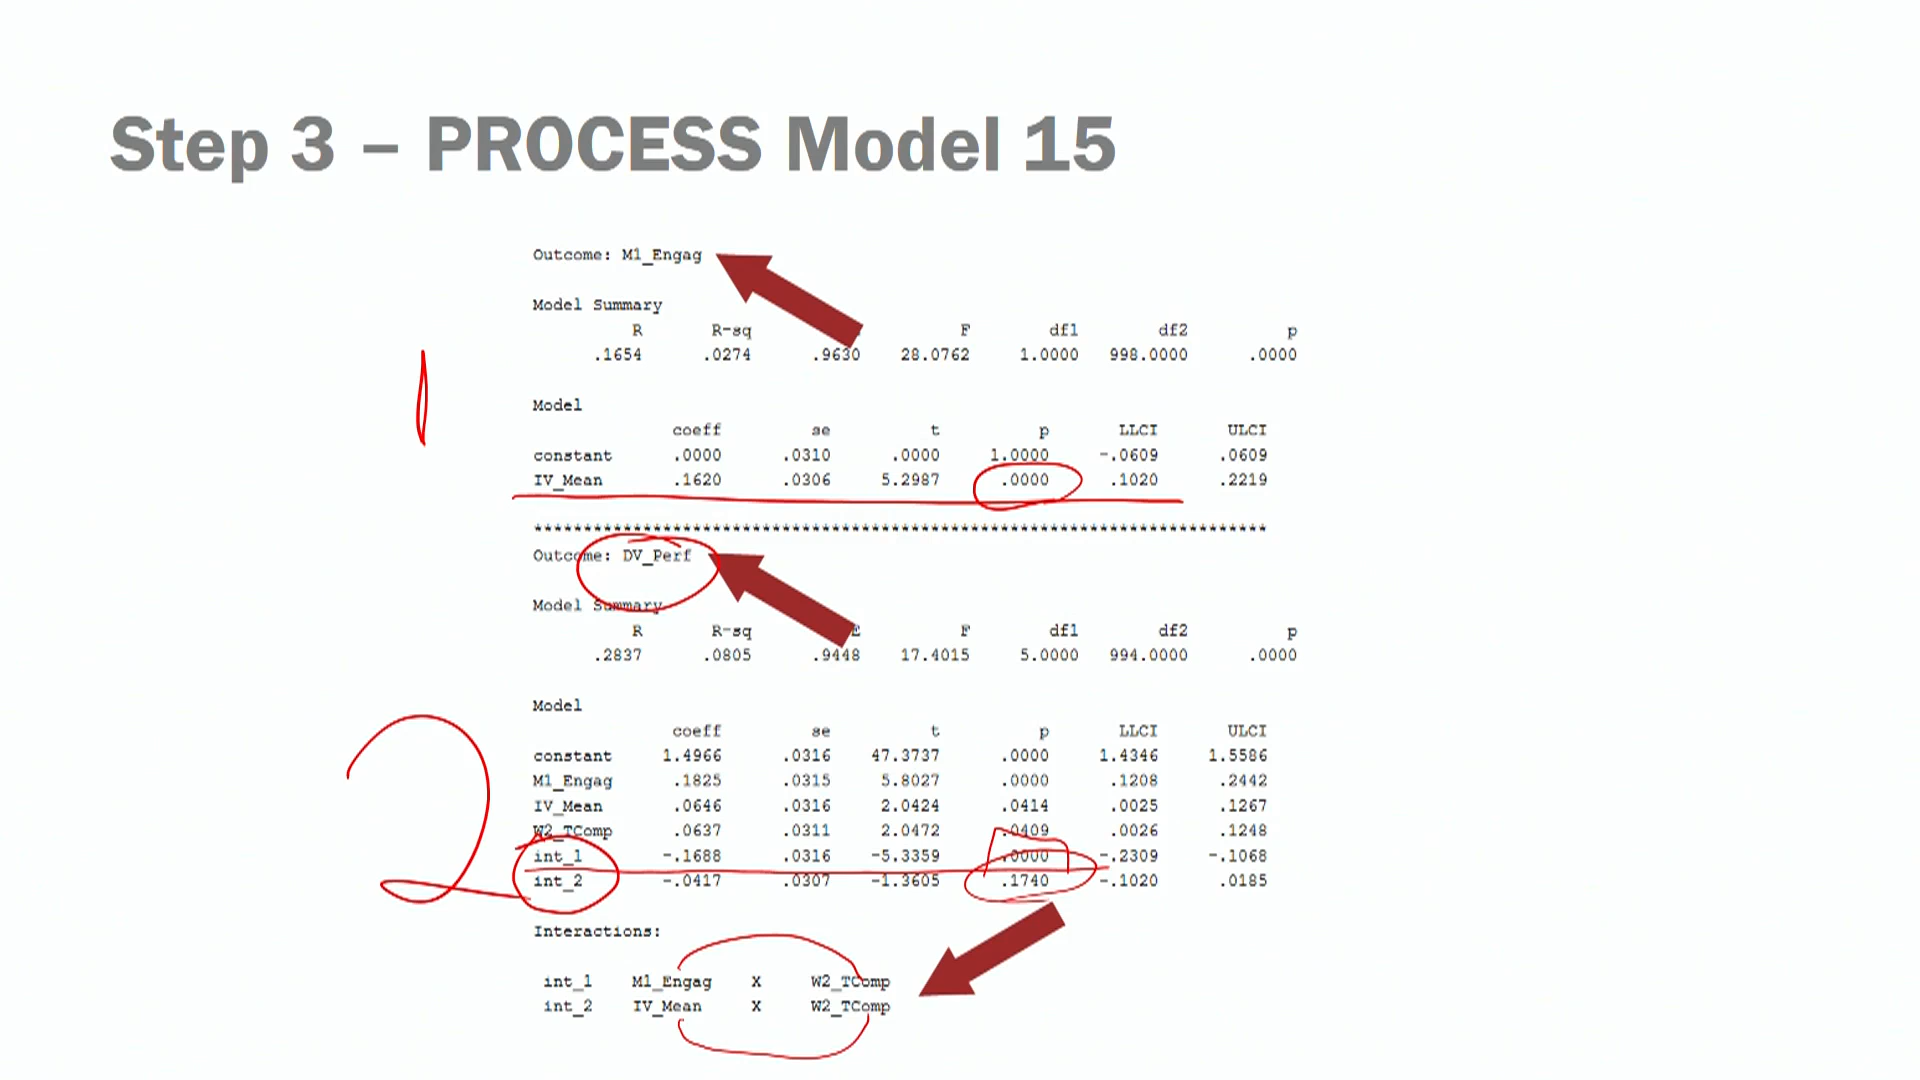 Step 3 – PROCESS Model 15
Outcome: M1_Engag
Model Summary
R R-sq F df1 df2 p
.1654 .0274 .9630 28.0762 1.0000 998.0000 .0000
1
Model
coeff se t p LLCI ULCI
constant .0000 .0310 .0000 1.0000 -.0609 .0609
IV_Mean .1620 .0306 5.2987 .0000 .1020 .2219
**************************************************************************
Outcome: DV_Perf
Model Summary
R R-sq E F df1 df2 p
.2837 .0805 .9448 17.4015 5.0000 994.0000 .0000
2
Model
coeff se t p LLCI ULCI
constant 1.4966 .0316 47.3737 .0000 1.4346 1.5586
M1_Engag .1825 .0315 5.8027 .0000 .1208 .2442
IV_Mean .0646 .0316 2.0424 .0414 .0025 .1267
W2_TComp .0637 .0311 2.0472 .0409 .0026 .1248
int_1 -.1688 .0316 -5.3359 .0000 -.2309 -.1068
int_2 -.0417 .0307 -1.3605 .1740 -.1020 .0185
Interactions:
int_1 M1_Engag X W2_TComp
int_2 IV_Mean X W2_TComp